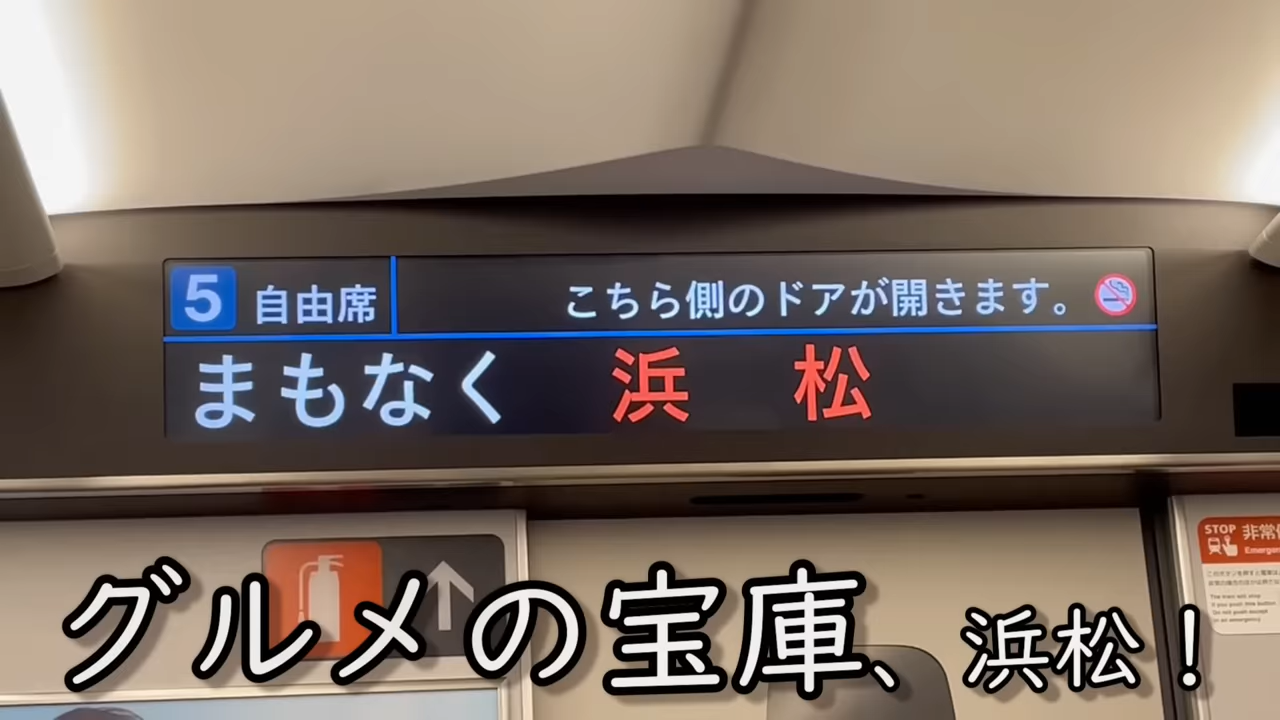 5 自由席
こちら側のドアが開きます。
まもなく 浜松
STOP 非常
グルメの宝庫、浜松！